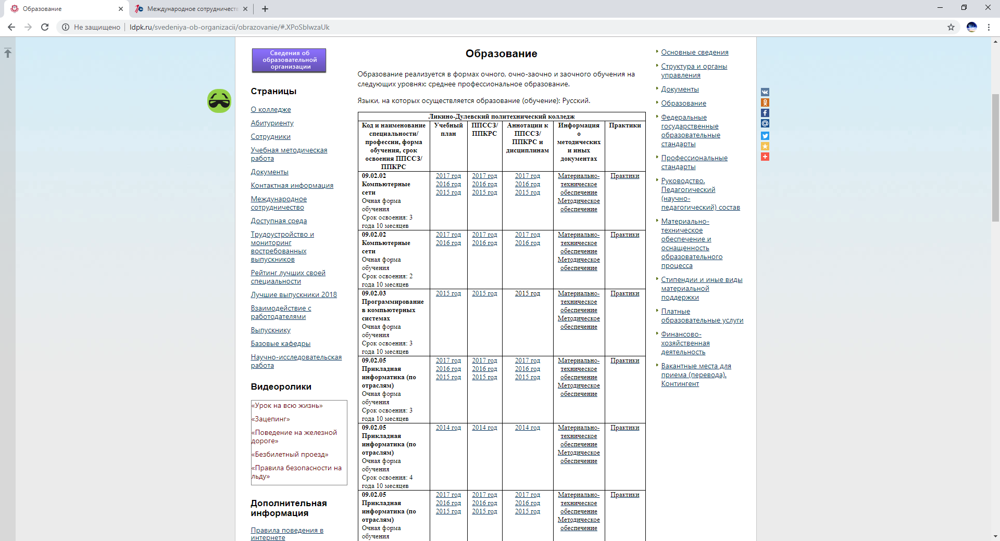 Образование
Международное сотрудничеств
Не защищено
ldpk.ru/svedeniya-ob-organizacii/obrazovanie/#.XPoSbIwzaUk
Сведения об
образовательной
организации
Страницы
О колледже
Абитуриенту
Сотрудники
Учебная методическая
работа
Документы
Контактная информация
Международное
сотрудничество
Доступная среда
Трудоустройство и
мониторинг
востребованных
выпускников
Рейтинг лучших своей
специальности
Лучшие выпускники 2018
Взаимодействие с
работодателями
Выпускнику
Базовые кафедры
Научно-исследовательская
работа
Видеоролики
«Урок на всю жизнь»
«Зацепинг»
«Поведение на железной
дороге»
«Безбилетный проезд»
«Правила безопасности на
льду»
Дополнительная
информация
Правила поведения в
интернете
Образование
Образование реализуется в формах очного, очно-заочно и заочного обучения на
следующих уровнях: среднее профессиональное образование.
Языки, на которых осуществляется образование (обучение): Русский.
Ликино-Дулевский политехнический колледж
Код и наименование
специальности/
профессии, форма
обучения, срок
освоения ППССЗ/
ППКРС
Учебный
план
ППССЗ/
ППКРС
Аннотации к
ППССЗ/
ППКРС и
дисциплинам
Информация
о
методических
и иных
документах
Практики
09.02.02
Компьютерные
сети
Очная форма
обучения
Срок освоения: 3
года 10 месяцев
2017 год
2016 год
2015 год
2017 год
2016 год
2015 год
2017 год
2016 год
2015 год
Материально-
техническое
обеспечение
Методическое
обеспечение
Практики
09.02.02
Компьютерные
сети
Очная форма
обучения
Срок освоения: 2
года 10 месяцев
2017 год
2016 год
2017 год
2016 год
2017 год
2016 год
Материально-
техническое
обеспечение
Методическое
обеспечение
Практики
09.02.03
Программирование
в компьютерных
системах
Очная форма
обучения
Срок освоения: 3
года 10 месяцев
2015 год
2015 год
2015 год
Материально-
техническое
обеспечение
Методическое
обеспечение
Практики
09.02.05
Прикладная
информатика (по
отраслям)
Очная форма
обучения
Срок освоения: 3
года 10 месяцев
2017 год
2016 год
2015 год
2017 год
2016 год
2015 год
2017 год
2016 год
2015 год
Материально-
техническое
обеспечение
Методическое
обеспечение
Практики
09.02.05
Прикладная
информатика (по
отраслям)
Очная форма
обучения
Срок освоения: 4
года 10 месяцев
2014 год
2014 год
2014 год
Материально-
техническое
обеспечение
Методическое
обеспечение
Практики
09.02.05
Прикладная
информатика (по
отраслям)
Очная форма
обучения
2017 год
2016 год
2015 год
2017 год
2016 год
2015 год
2017 год
2016 год
2015 год
Материально-
техническое
обеспечение
Методическое
обеспечение
Практики
Основные сведения
Структура и органы
управления
Документы
Образование
Федеральные
государственные
образовательные
стандарты
Профессиональные
стандарты
Руководство.
Педагогический
(научно-
педагогический) состав
Материально-
техническое
обеспечение и
оснащенность
образовательного
процесса
Стипендии и иные виды
материальной
поддержки
Платные
образовательные услуги
Финансово-
хозяйственная
деятельность
Вакантные места для
приема (перевода).
Контингент